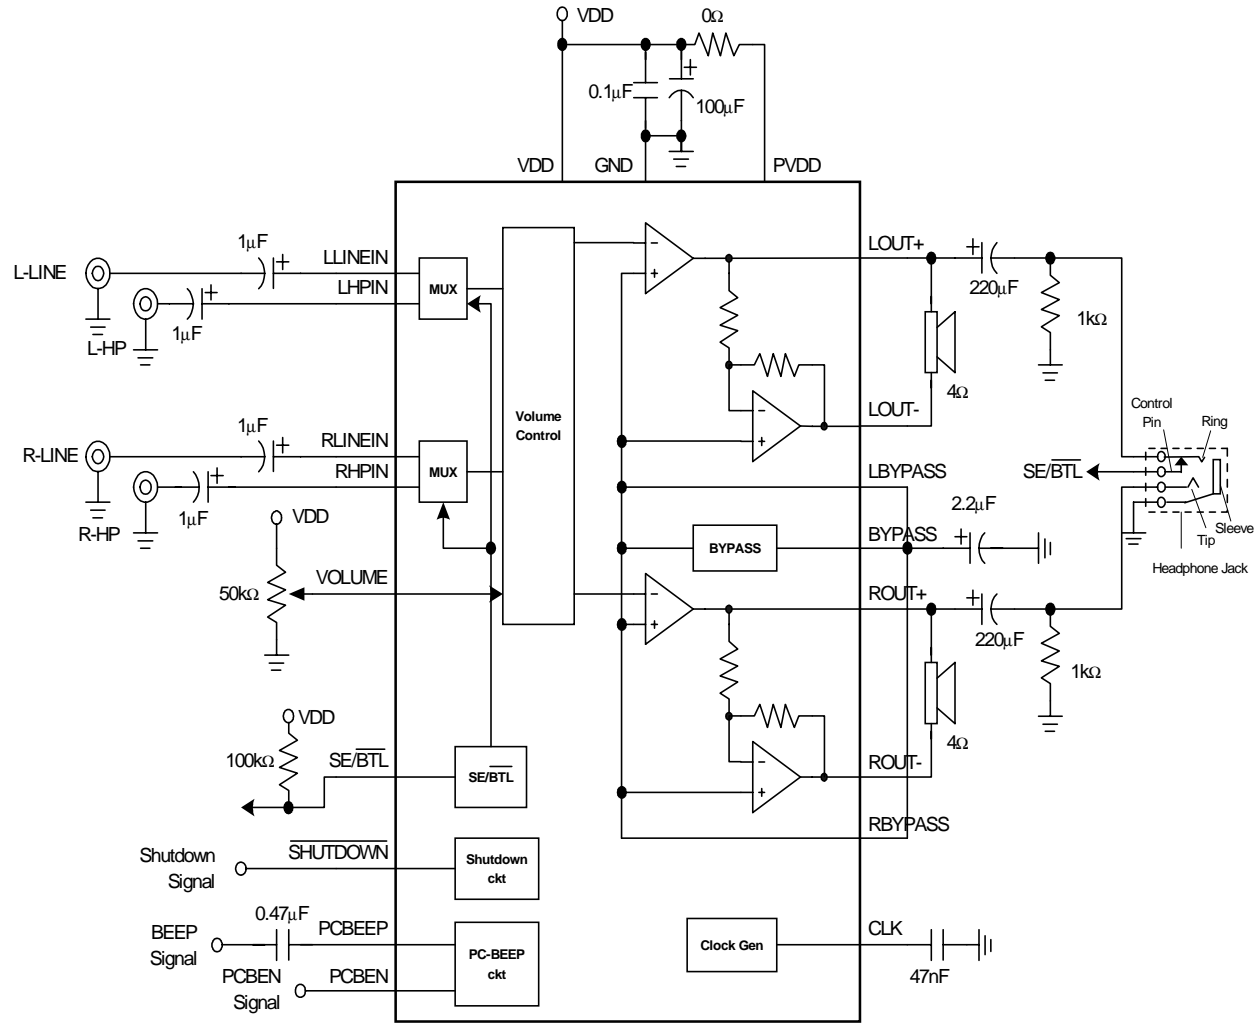 VDD
0Ω
0.1μF
100μF
VDD
GND
PVDD
1μF
LLINEIN
L-LINE
LHPIN
MUX
1μF
L-HP
LOUT+
220μF
1kΩ
4Ω
LOUT-
Volume
Control
1μF
RLINEIN
R-LINE
RHPIN
MUX
1μF
R-HP
VDD
VOLUME
50kΩ
Control
Pin
Ring
SE/BTL
LBYPASS
2.2μF
BYPASS
BYPASS
Tip
Sleeve
Headphone Jack
ROUT+
220μF
1kΩ
4Ω
ROUT-
VDD
100kΩ
SE/BTL
SE/BTL
RBYPASS
Shutdown
Signal
SHUTDOWN
Shutdown
ckt
0.47μF
BEEP
Signal
PCBEEP
PC-BEEP
ckt
PCBEN
Signal
PCBEN
Clock Gen
CLK
47nF